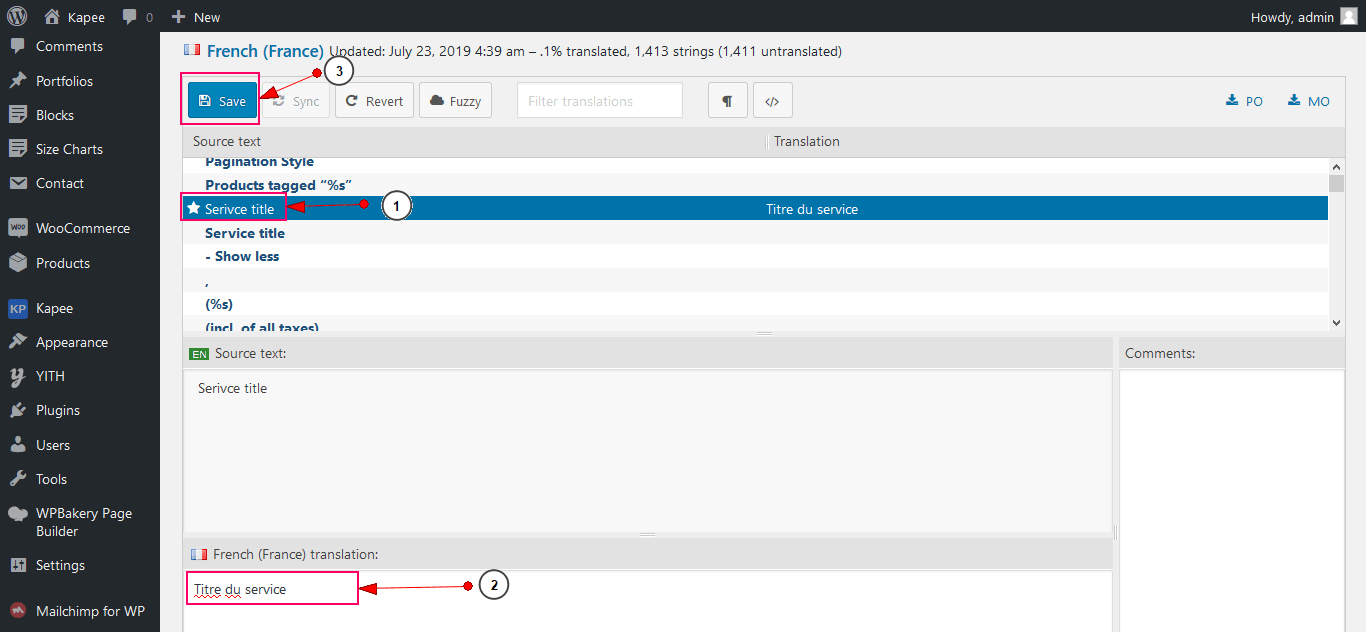 Kapee 0 New Howdy, admin
Comments
Portfolios
Blocks
Size Charts
Contact
WooCommerce
Products
KP Kapee
Appearance
YITH
Plugins
Users
Tools
WPBakery Page
Builder
Settings
Mailchimp for WP
French (France) Updated: July 23, 2019 4:39 am – .1% translated, 1,413 strings (1,411 untranslated)
3
Save Sync Revert Fuzzy Filter translations ¶ </> PO MO
Source text Translation
Pagination Style
Products tagged “%s”
Serivce title Titre du service
1
Service title
- Show less
,
(%s)
(incl. of all taxes)
EN Source text: Comments:
Serivce title
French (France) translation:
Titre du service
2